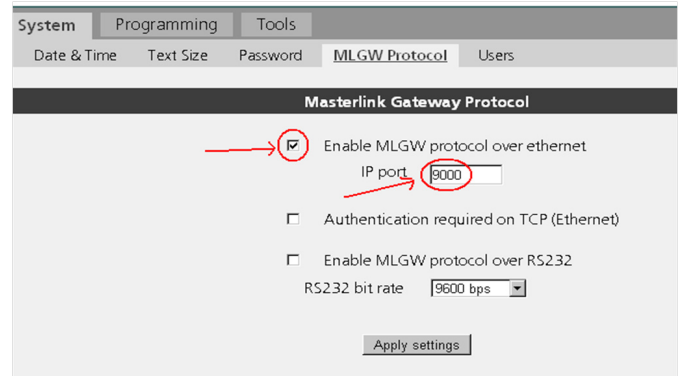 System Programming Tools
Date & Time Text Size Password MLGW Protocol Users
Masterlink Gateway Protocol
Enable MLGW protocol over ethernet
IP port 9000
Authentication required on TCP (Ethernet)
Enable MLGW protocol over RS232
RS232 bit rate 9600 bps
Apply settings